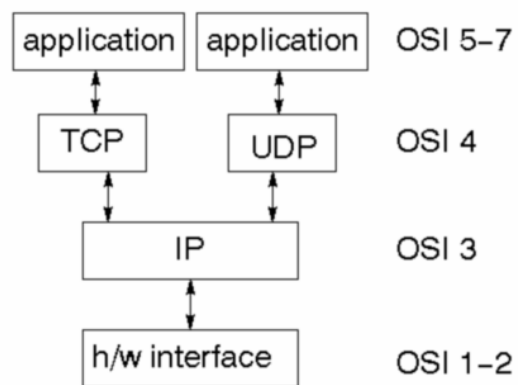 application application OSI 5–7
TCP UDP OSI 4
IP OSI 3
h/w interface OSI 1–2